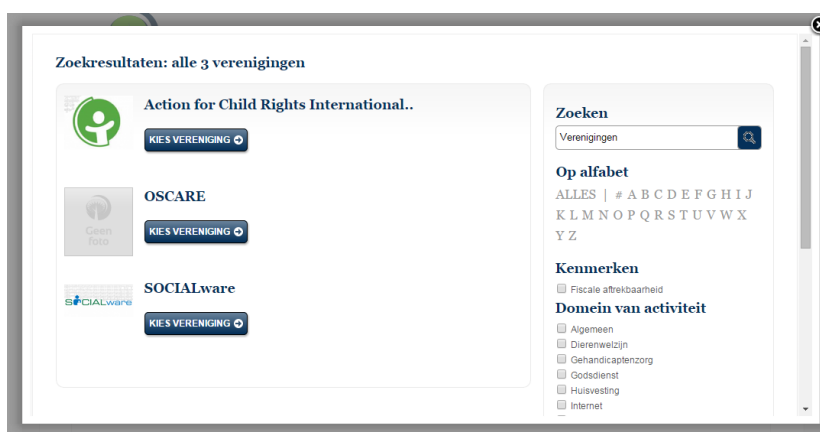 Zoekresultaten: alle 3 verenigingen
Action for Child Rights International..
KIES VERENIGING
OSCARE
Geen
foto
KIES VERENIGING
SOCIALware
SOCIALware
KIES VERENIGING
Zoeken
Verenigingen
Op alfabet
ALLES | # A B C D E F G H I J
K L M N O P Q R S T U V W X
Y Z
Kenmerken
Fiscale aftrekbaarheid
Domein van activiteit
Algemeen
Dierenwelzijn
Gehandicaptenzorg
Godsdienst
Huisvesting
Internet